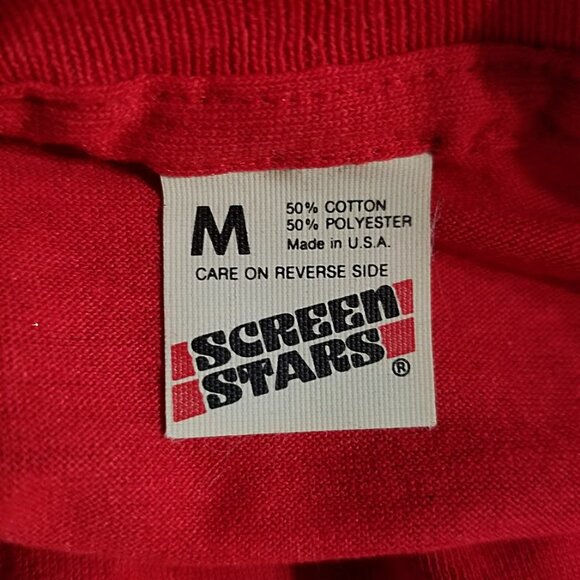 M
50% COTTON
50% POLYESTER
Made in U.S.A.
CARE ON REVERSE SIDE
SCREEN
STARS
®